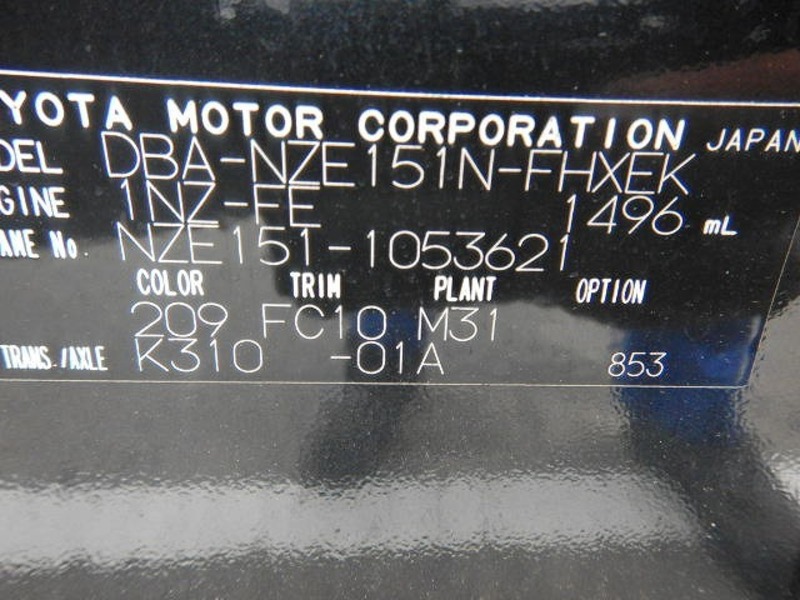 YOTA MOTOR CORPORATION JAPAN
DEL DBA-NZE151N-FHXEK
GINE 1NZ-FE 1496 mL
AME No. NZE151-1053621
COLOR TRIM PLANT OPTION
209 FC10 M31
TRANS./AXLE K310 -01A 853